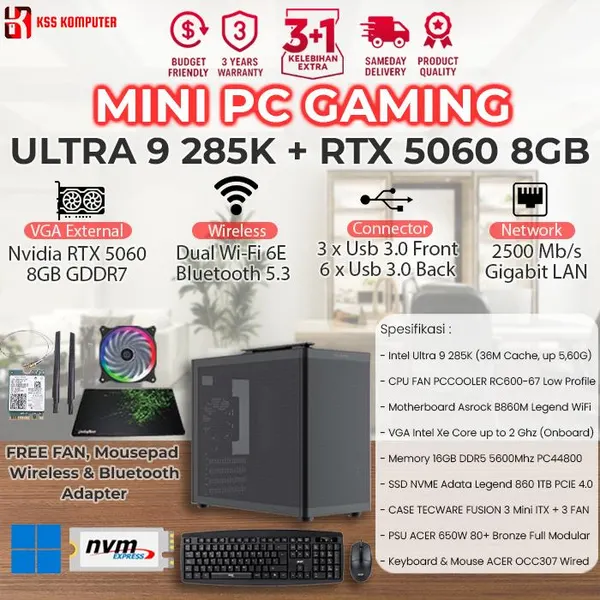 KSS KOMPUTER
$
BUDGET
FRIENDLY
3
3 YEARS
WARRANTY
3+1
KELEBIHAN
EXTRA
SAMEDAY
DELIVERY
PRODUCT
QUALITY
MINI PC GAMING
ULTRA 9 285K + RTX 5060 8GB
VGA External
Nvidia RTX 5060
8GB GDDR7
Wireless
Dual Wi-Fi 6E
Bluetooth 5.3
Connector
3 x Usb 3.0 Front
6 x Usb 3.0 Back
Network
2500 Mb/s
Gigabit LAN
FREE FAN, Mousepad
Wireless & Bluetooth
Adapter
nvm
EXPRESS
Spesifikasi :
- Intel Ultra 9 285K (36M Cache, up 5,60G)
- CPU FAN PCCOOLER RC600-67 Low Profile
- Motherboard Asrock B860M Legend WiFi
- VGA Intel Xe Core up to 2 Ghz (Onboard)
- Memory 16GB DDR5 5600Mhz PC44800
- SSD NVME Adata Legend 860 1TB PCIE 4.0
- CASE TECWARE FUSION 3 Mini ITX + 3 FAN
- PSU ACER 650W 80+ Bronze Full Modular
- Keyboard & Mouse ACER OCC307 Wired